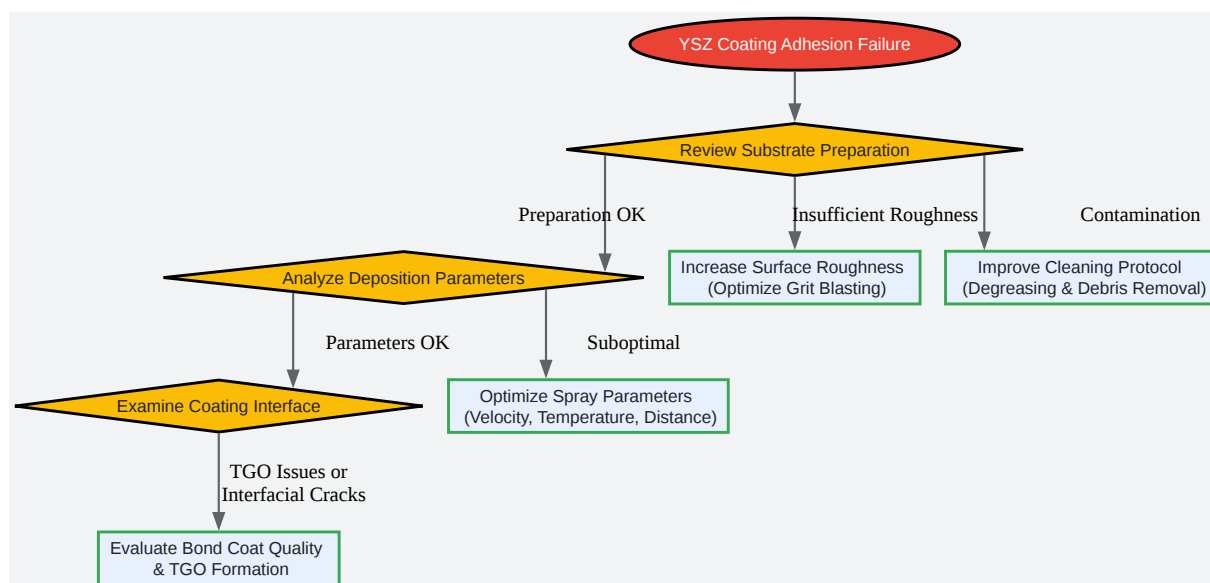 YSZ Coating Adhesion Failure
Review Substrate Preparation
Preparation OK
Insufficient Roughness
Contamination
Analyze Deposition Parameters
Increase Surface Roughness
(Optimize Grit Blasting)
Improve Cleaning Protocol
(Degreasing & Debris Removal)
Parameters OK
Suboptimal
Examine Coating Interface
Optimize Spray Parameters
(Velocity, Temperature, Distance)
TGO Issues or
Interfacial Cracks
Evaluate Bond Coat Quality
& TGO Formation